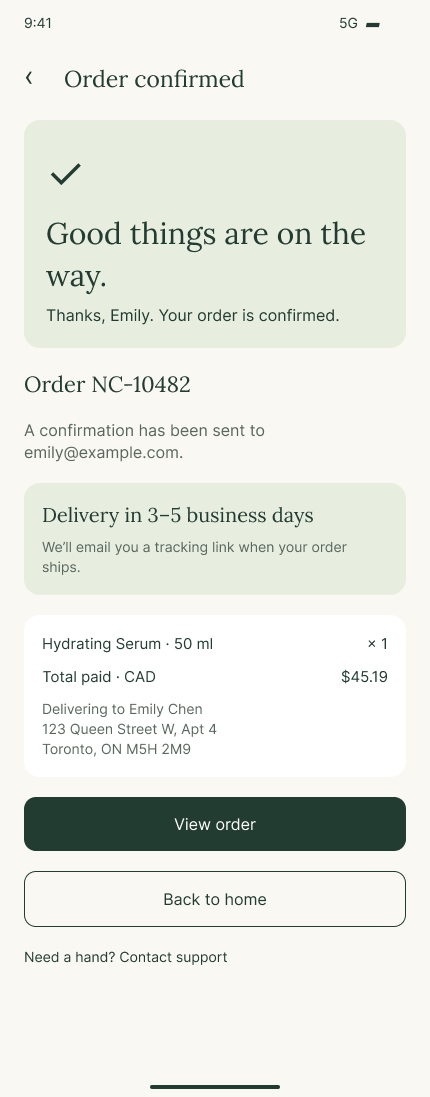 9:41
5G
Order confirmed
Good things are on the
way.
Thanks, Emily. Your order is confirmed.
Order NC-10482
A confirmation has been sent to
emily@example.com.
Delivery in 3–5 business days
We’ll email you a tracking link when your order
ships.
Hydrating Serum · 50 ml × 1
Total paid · CAD $45.19
Delivering to Emily Chen
123 Queen Street W, Apt 4
Toronto, ON M5H 2M9
View order
Back to home
Need a hand? Contact support